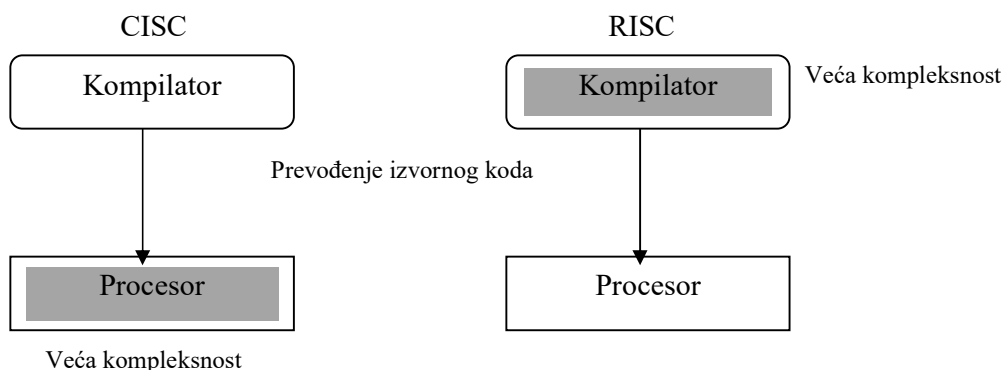 CISC
RISC
Kompilator
Kompilator
Veća kompleksnost
Prevođenje izvornog koda
Procesor
Procesor
Veća kompleksnost